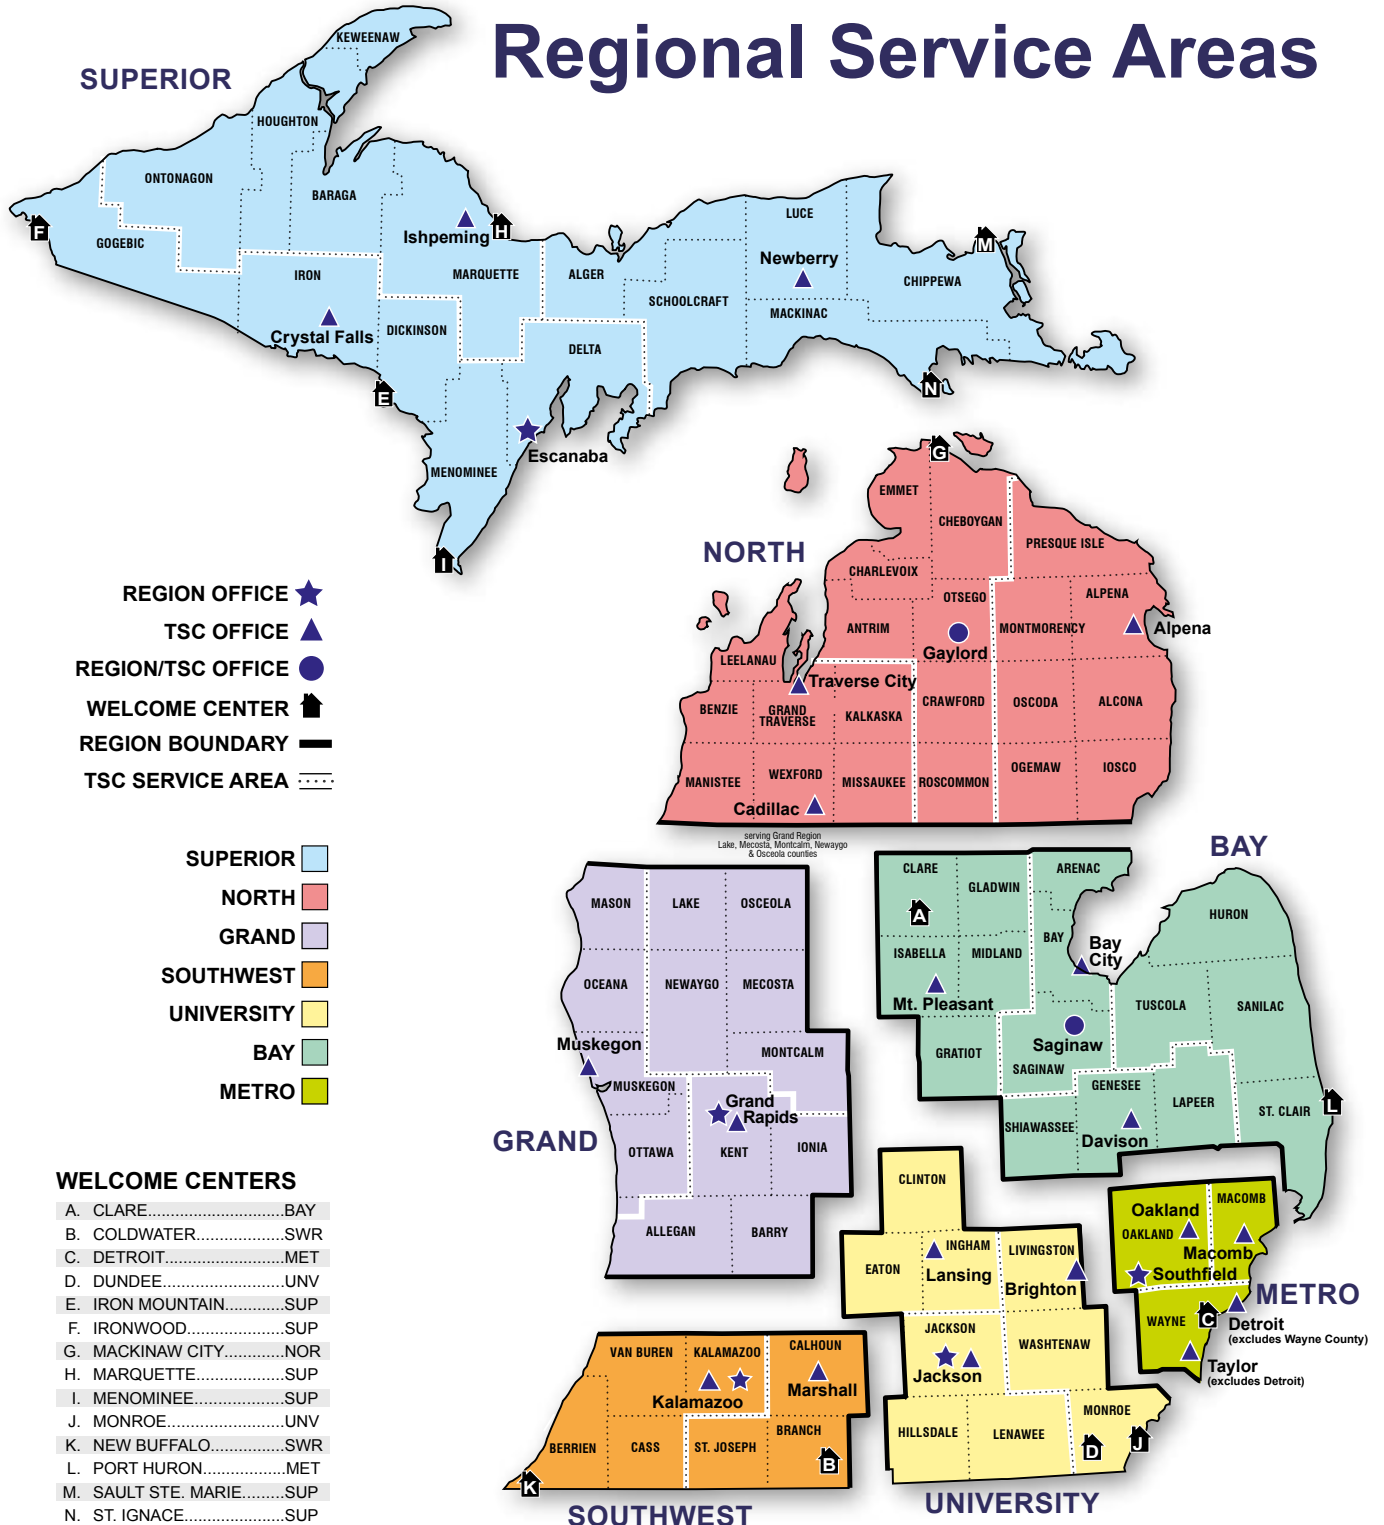 Regional Service Areas
SUPERIOR
KEWEENAW
HOUGHTON
ONTONAGON
BARAGA
GOGEBIC
F
Ishpeming
H
MARQUETTE
ALGER
LUCE
Newberry
M
CHIPPEWA
IRON
SCHOOLCRAFT
MACKINAC
Crystal Falls
DICKINSON
DELTA
E
N
Escanaba
MENOMINEE
I
G
EMMET
CHEBOYGAN
NORTH
PRESQUE ISLE
CHARLEVOIX
OTSEGO
ALPENA
ANTRIM
MONTMORENCY
Alpena
Gaylord
LEELANAU
Traverse City
BENZIE
GRAND
TRAVERSE
KALKASKA
CRAWFORD
OSCODA
ALCONA
MANISTEE
WEXFORD
MISSAUKEE
ROSCOMMON
OGEMAW
IOSCO
Cadillac
serving Grand Region
Lake, Mecosta, Montcalm, Newaygo
& Osceola counties
REGION OFFICE
TSC OFFICE
REGION/TSC OFFICE
WELCOME CENTER
REGION BOUNDARY
TSC SERVICE AREA
SUPERIOR
NORTH
GRAND
SOUTHWEST
UNIVERSITY
BAY
METRO
MASON
LAKE
OSCEOLA
OCEANA
NEWAYGO
MECOSTA
Muskegon
MONTCALM
MUSKEGON
Grand
Rapids
GRAND
OTTAWA
KENT
IONIA
ALLEGAN
BARRY
BAY
CLARE
GLADWIN
ARENAC
A
HURON
BAY
Bay
City
ISABELLA
MIDLAND
Mt. Pleasant
TUSCOLA
SANILAC
GRATIOT
Saginaw
SAGINAW
GENESEE
LAPEER
ST. CLAIR
L
SHIAWASSEE
Davison
CLINTON
INGHAM
LIVINGSTON
EATON
Lansing
Brighton
JACKSON
WASHTENAW
Jackson
HILLSDALE
LENAWEE
MONROE
D
J
UNIVERSITY
MACOMB
Oakland
OAKLAND
Macomb
Southfield
METRO
WAYNE
C
Detroit
(excludes Wayne County)
Taylor
(excludes Detroit)
VAN BUREN
KALAMAZOO
CALHOUN
Kalamazoo
Marshall
BERRIEN
CASS
ST. JOSEPH
BRANCH
B
K
SOUTHWEST
WELCOME CENTERS
A. CLARE.............................BAY
B. COLDWATER...................SWR
C. DETROIT.........................MET
D. DUNDEE..........................UNV
E. IRON MOUNTAIN.............SUP
F. IRONWOOD.....................SUP
G. MACKINAW CITY.............NOR
H. MARQUETTE...................SUP
I. MENOMINEE...................SUP
J. MONROE.........................UNV
K. NEW BUFFALO................SWR
L. PORT HURON..................MET
M. SAULT STE. MARIE.........SUP
N. ST. IGNACE......................SUP